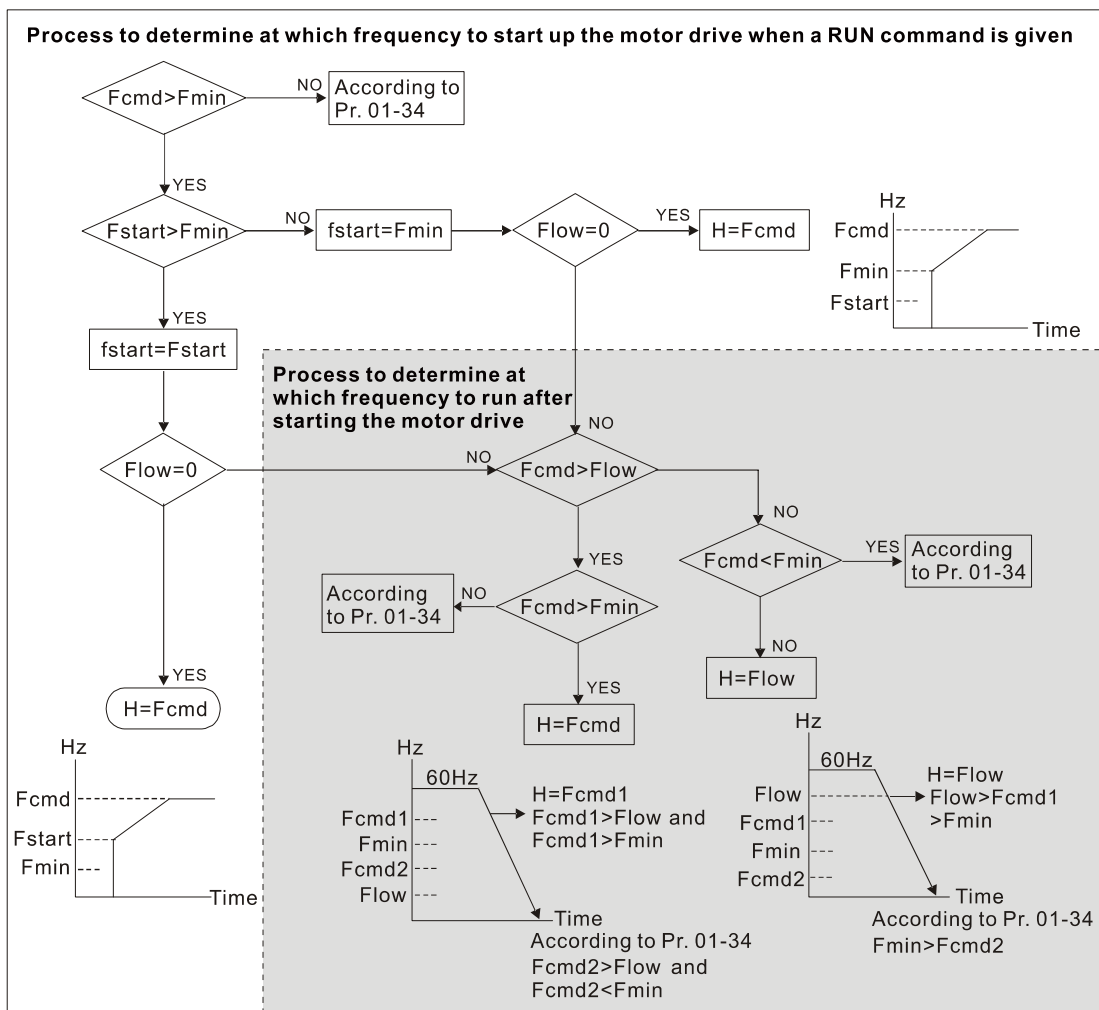 Process to determine at which frequency to start up the motor drive when a RUN command is given
Fcmd>Fmin
NO
According to
Pr. 01-34
YES
Fstart>Fmin
NO
fstart=Fmin
Flow=0
YES
H=Fcmd
Hz
Fcmd
Fmin
Fstart
Time
YES
fstart=Fstart
Process to determine at
which frequency to run after
starting the motor drive
NO
Flow=0
NO
Fcmd>Flow
NO
YES
Fcmd<Fmin
YES
According
to Pr. 01-34
According
to Pr. 01-34
NO
Fcmd>Fmin
NO
H=Flow
YES
H=Fcmd
YES
H=Fcmd
Hz
Fcmd
Fstart
Fmin
Time
Hz
60Hz
Fcmd1
Fmin
Fcmd2
Flow
H=Fcmd1
Fcmd1>Flow and
Fcmd1>Fmin
Time
According to Pr. 01-34
Fcmd2>Flow and
Fcmd2<Fmin
Hz
60Hz
Flow
Fcmd1
Fmin
Fcmd2
H=Flow
Flow>Fcmd1
>Fmin
Time
According to Pr. 01-34
Fmin>Fcmd2